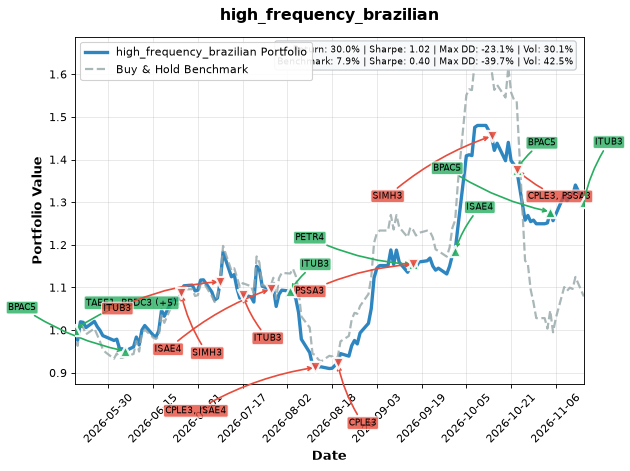 high_frequency_brazilian
high_frequency_brazilian Portfolio
Buy & Hold Benchmark
30.0% | Sharpe: 1.02 | Max DD: -23.1% | Vol: 30.1%
7.9% | Sharpe: 0.40 | Max DD: -39.7% | Vol: 42.5%
Portfolio Value
1.6
1.5
1.4
1.3
1.2
1.1
1.0
0.9
BPAC5
ITUB3
ISAE4
SIMH3
ITUB3
CPLE3, ISAE4
CPLE3
PSSA3
ITUB3
PETR4
SIMH3
BPAC5
ISAE4
BPAC5
CPLE3, PSSA3
ITUB3
2026-05-30
2026-06-15
2026-07-17
2026-08-02
2026-08-18
2026-09-03
2026-09-19
2026-10-05
2026-10-21
2026-11-06
Date